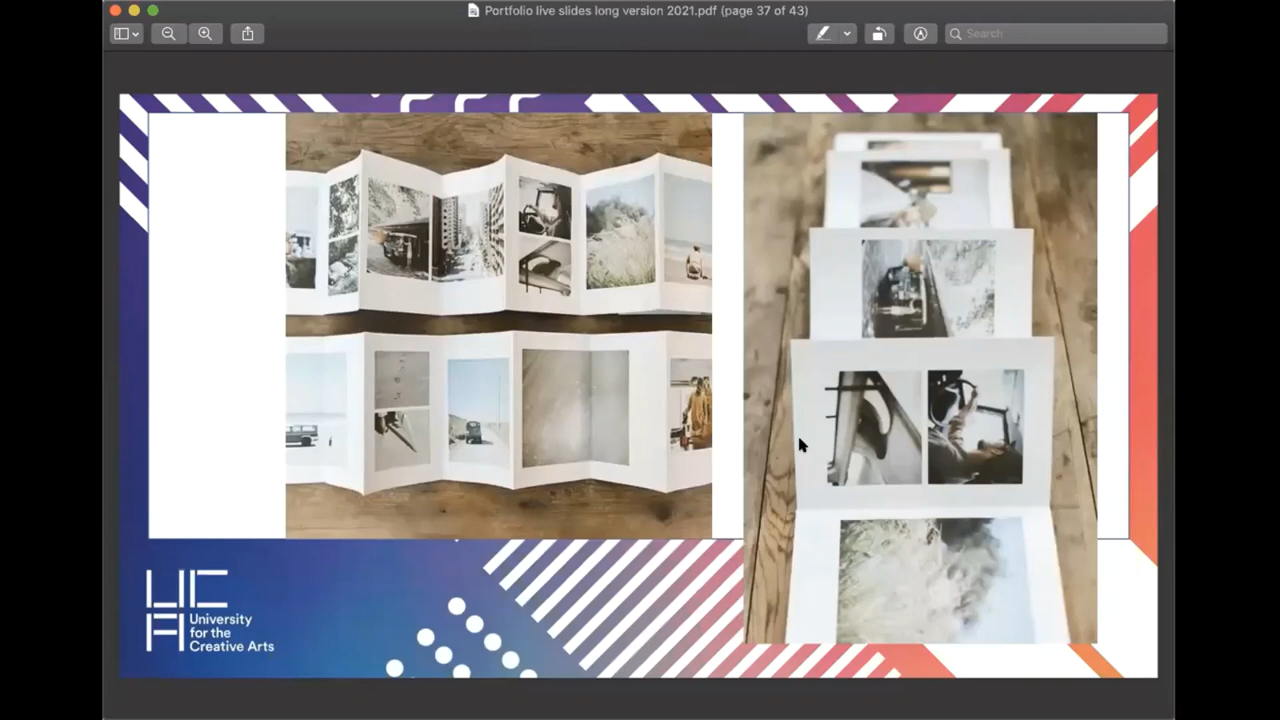 Portfolio live slides long version 2021.pdf (page 37 of 43)
Search
UCA
University
for the
Creative Arts